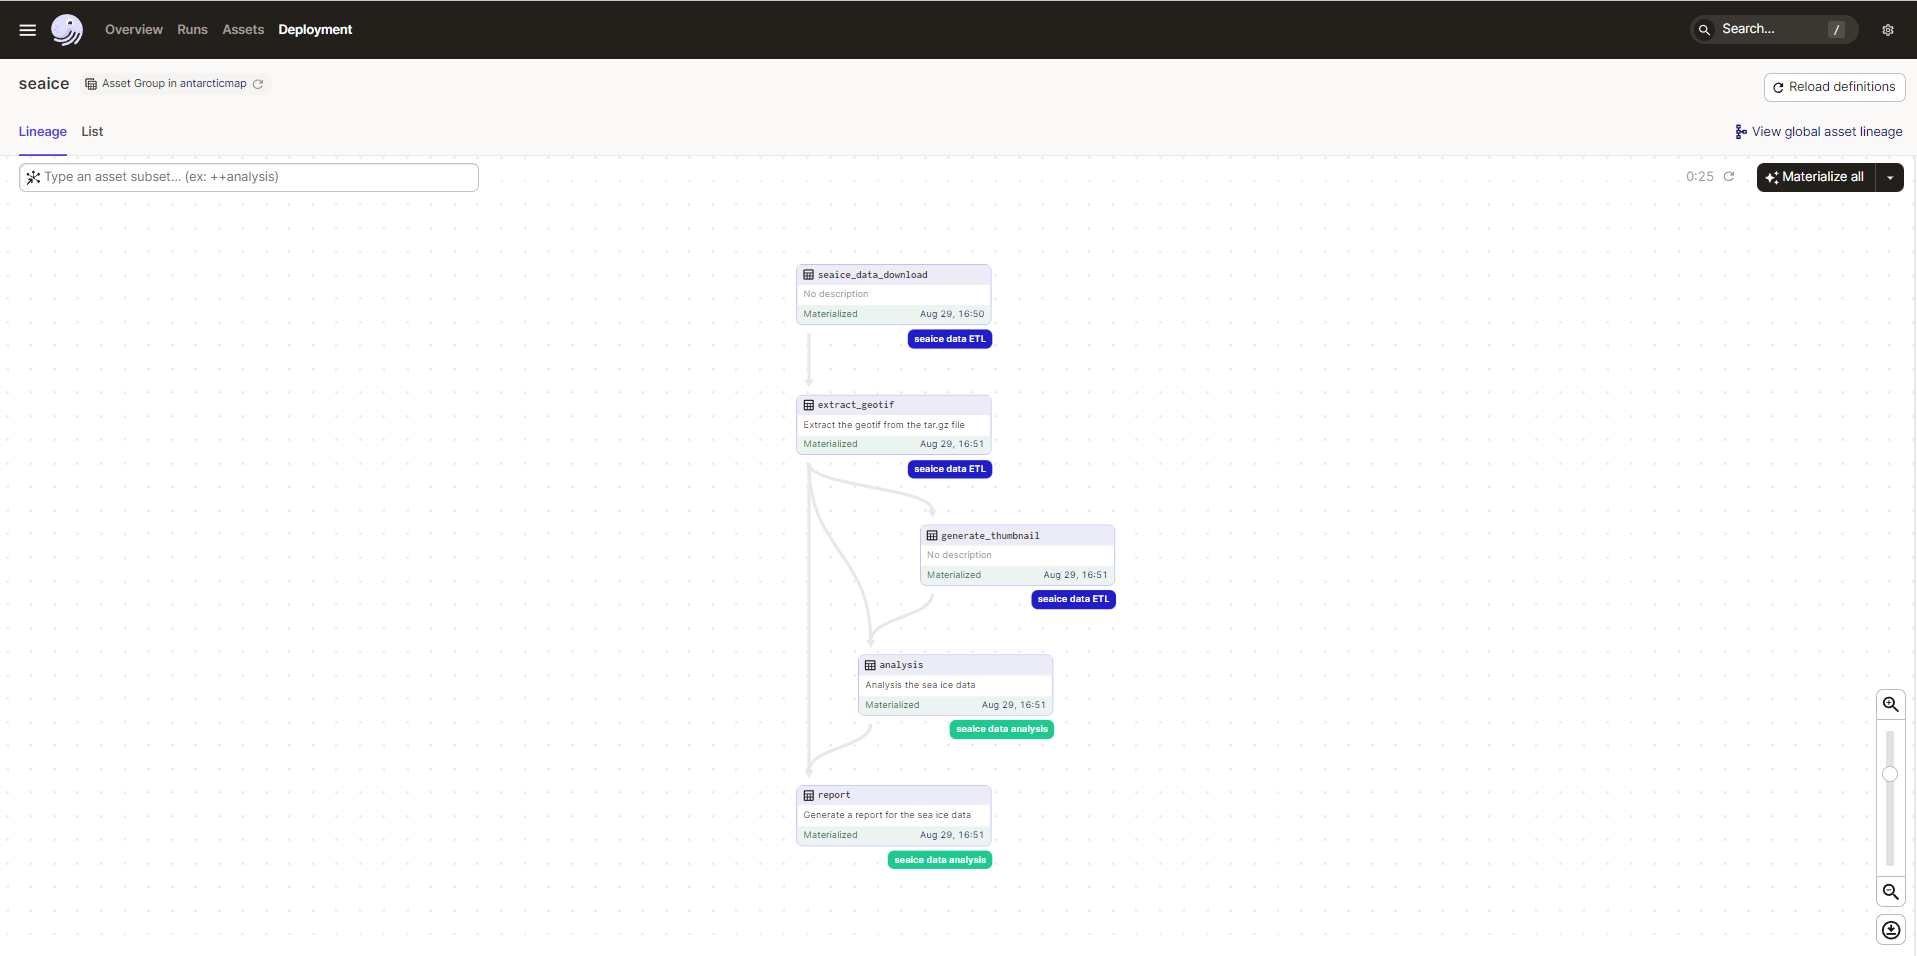 Overview Runs Assets Deployment Search... /
seaice Asset Group in antarcticmap Reload definitions
Lineage List View global asset lineage
Type an asset subset... (ex: ++analysis) 0:25 Materialize all
seaice_data_download
No description
Materialized Aug 29, 16:50
seaice data ETL
extract_geotif
Extract the geotif from the tar.gz file
Materialized Aug 29, 16:51
seaice data ETL
generate_thumbnail
No description
Materialized Aug 29, 16:51
seaice data ETL
analysis
Analysis the sea ice data
Materialized Aug 29, 16:51
seaice data analysis
report
Generate a report for the sea ice data
Materialized Aug 29, 16:51
seaice data analysis